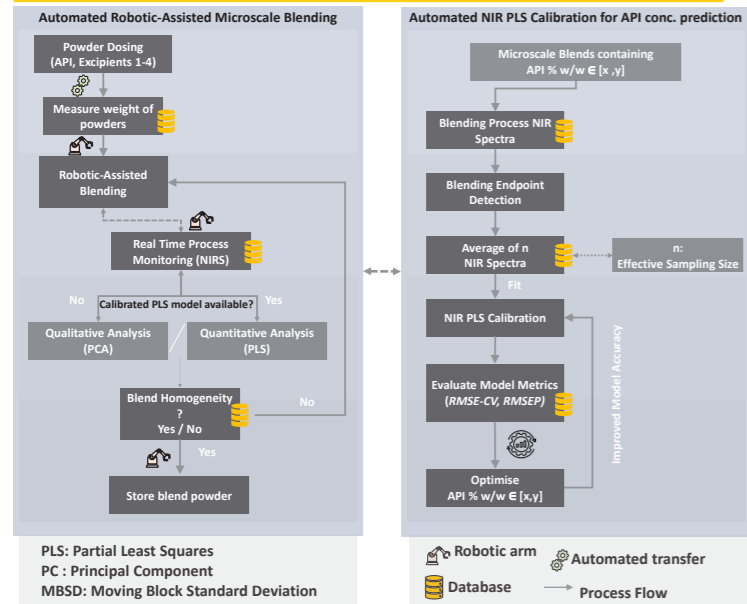 Automated Robotic-Assisted Microscale Blending
Powder Dosing
(API, Excipients 1-4)
Measure weight of
powders
Robotic-Assisted
Blending
Real Time Process
Monitoring (NIRS)
No
Calibrated PLS model available?
Yes
Qualitative Analysis
(PCA)
Quantitative Analysis
(PLS)
Blend Homogeneity
?
Yes / No
No
Yes
Store blend powder
PLS: Partial Least Squares
PC : Principal Component
MBSD: Moving Block Standard Deviation
Automated NIR PLS Calibration for API conc. prediction
Microscale Blends containing
API % w/w ∈ [x ,y]
Blending Process NIR
Spectra
Blending Endpoint
Detection
Average of n
NIR Spectra
n:
Effective Sampling Size
Fit
NIR PLS Calibration
Evaluate Model Metrics
(RMSE-CV, RMSEP)
Improved Model Accuracy
Optimise
API % w/w ∈ [x,y]
Robotic arm
Automated transfer
Database
Process Flow